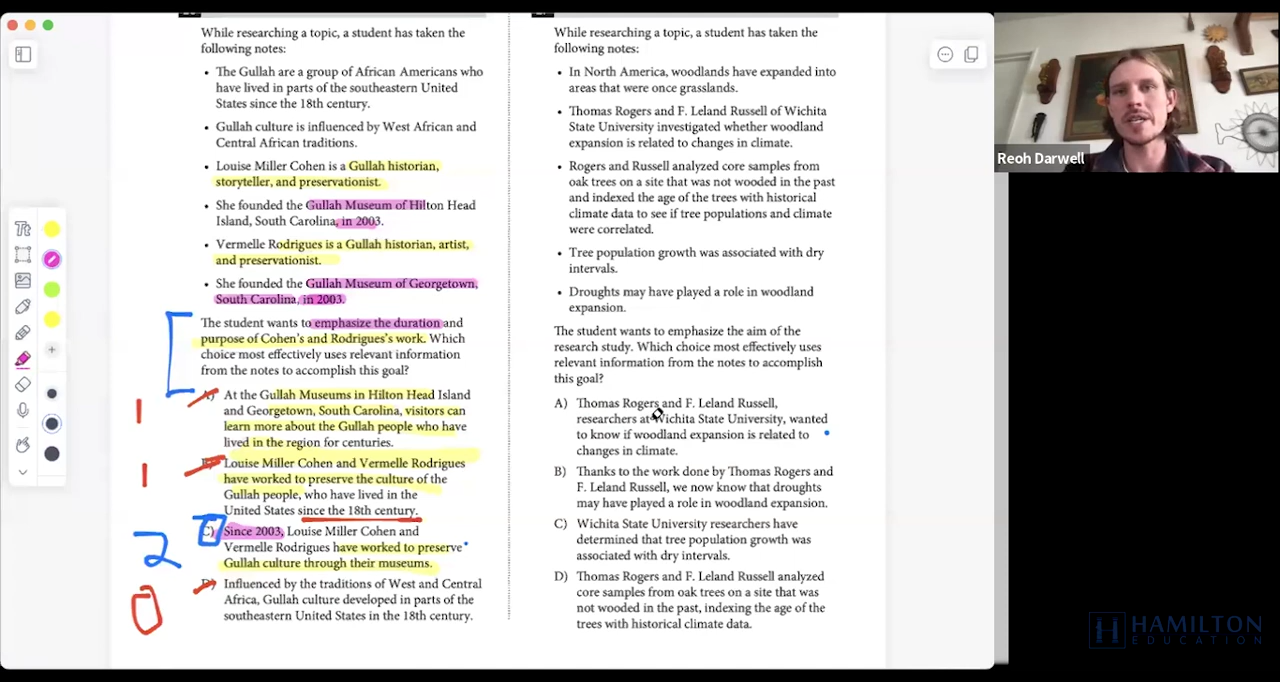 While researching a topic, a student has taken the
following notes:
• The Gullah are a group of African Americans who
have lived in parts of the southeastern United
States since the 18th century.
• Gullah culture is influenced by West African and
Central African traditions.
• Louise Miller Cohen is a Gullah historian,
storyteller, and preservationist.
• She founded the Gullah Museum of Hilton Head
Island, South Carolina, in 2003.
• Vermelle Rodrigues is a Gullah historian, artist,
and preservationist.
• She founded the Gullah Museum of Georgetown,
South Carolina, in 2003.
The student wants to emphasize the duration and
purpose of Cohen's and Rodrigues's work. Which
choice most effectively uses relevant information
from the notes to accomplish this goal?
A) At the Gullah Museums in Hilton Head Island
and Georgetown, South Carolina, visitors can
learn more about the Gullah people who have
lived in the region for centuries.
B) Louise Miller Cohen and Vermelle Rodrigues
have worked to preserve the culture of the
Gullah people, who have lived in the
United States since the 18th century.
C) Since 2003, Louise Miller Cohen and
Vermelle Rodrigues have worked to preserve
Gullah culture through their museums.
D) Influenced by the traditions of West and Central
Africa, Gullah culture developed in parts of the
southeastern United States in the 18th century.
1
1
2
0
While researching a topic, a student has taken the
following notes:
• In North America, woodlands have expanded into
areas that were once grasslands.
• Thomas Rogers and F. Leland Russell of Wichita
State University investigated whether woodland
expansion is related to changes in climate.
• Rogers and Russell analyzed core samples from
oak trees on a site that was not wooded in the past
and indexed the age of the trees with historical
climate data to see if tree populations and climate
were correlated.
• Tree population growth was associated with dry
intervals.
• Droughts may have played a role in woodland
expansion.
The student wants to emphasize the aim of the
research study. Which choice most effectively uses
relevant information from the notes to accomplish
this goal?
A) Thomas Rogers and F. Leland Russell,
researchers at Wichita State University, wanted
to know if woodland expansion is related to
changes in climate.
B) Thanks to the work done by Thomas Rogers and
F. Leland Russell, we now know that droughts
may have played a role in woodland expansion.
C) Wichita State University researchers have
determined that tree population growth was
associated with dry intervals.
D) Thomas Rogers and F. Leland Russell analyzed
core samples from oak trees on a site that was
not wooded in the past, indexing the age of the
trees with historical climate data.
Reoh Darwell
HAMILTON
EDUCATION